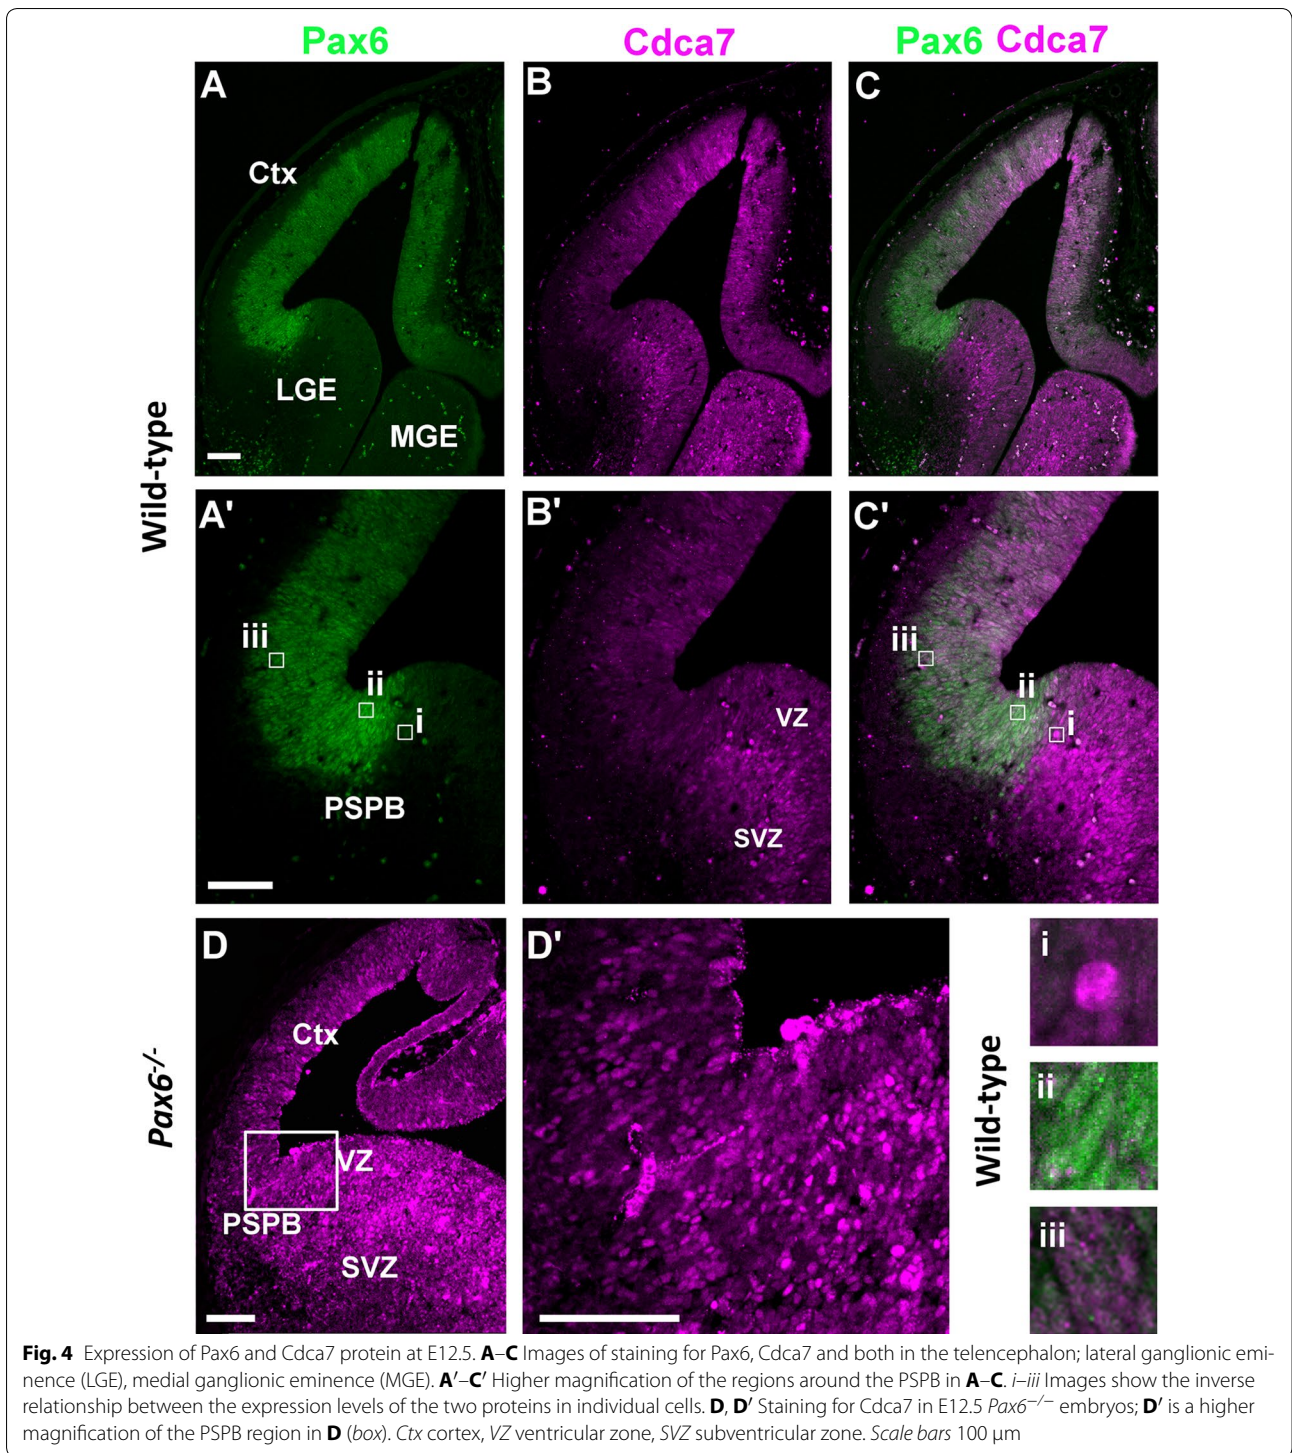 Pax6
Cdca7
Pax6 Cdca7
A
B
C
Ctx
LGE
MGE
Wild-type
A'
B'
C'
iii
ii
i
PSPB
VZ
SVZ
iii
ii
i
D
D'
Ctx
VZ
PSPB
SVZ
Pax6-/-
Wild-type
i
ii
iii
Fig. 4 Expression of Pax6 and Cdca7 protein at E12.5. A–C Images of staining for Pax6, Cdca7 and both in the telencephalon; lateral ganglionic emi-
nence (LGE), medial ganglionic eminence (MGE). A′–C′ Higher magnification of the regions around the PSPB in A–C. i–iii Images show the inverse
relationship between the expression levels of the two proteins in individual cells. D, D′ Staining for Cdca7 in E12.5 Pax6−/− embryos; D′ is a higher
magnification of the PSPB region in D (box). Ctx cortex, VZ ventricular zone, SVZ subventricular zone. Scale bars 100 μm